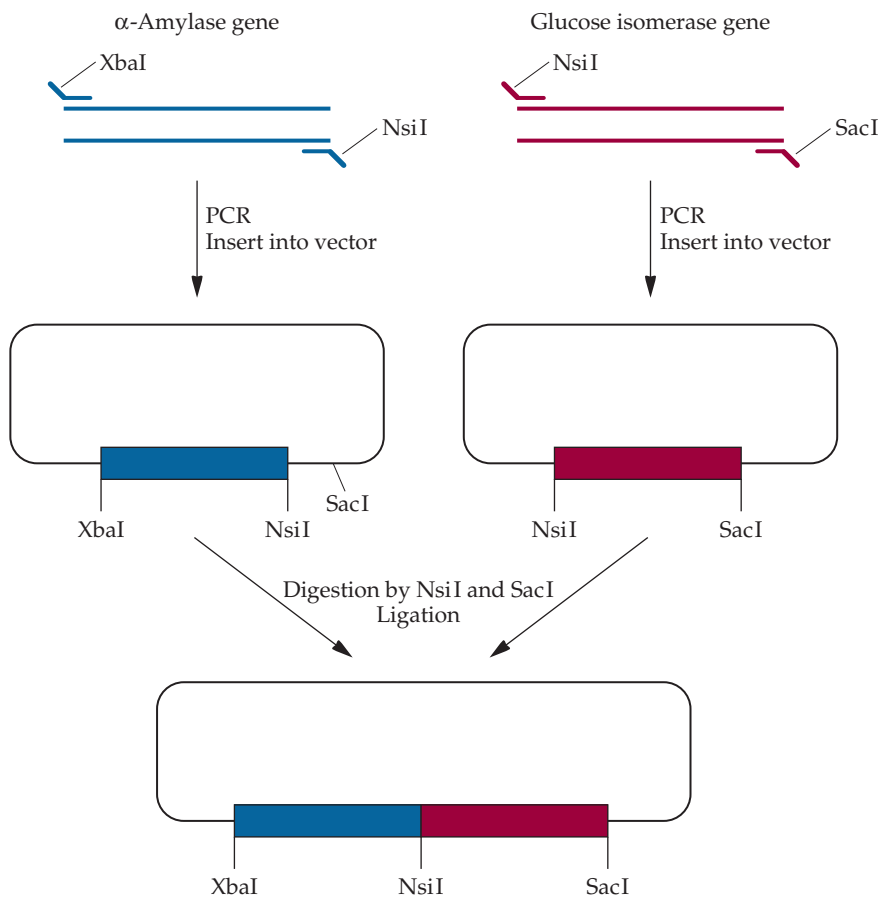 α-Amylase gene
Glucose isomerase gene
XbaI
NsiI
NsiI
SacI
PCR
Insert into vector
PCR
Insert into vector
SacI
XbaI
NsiI
NsiI
SacI
Digestion by NsiI and SacI
Ligation
XbaI
NsiI
SacI